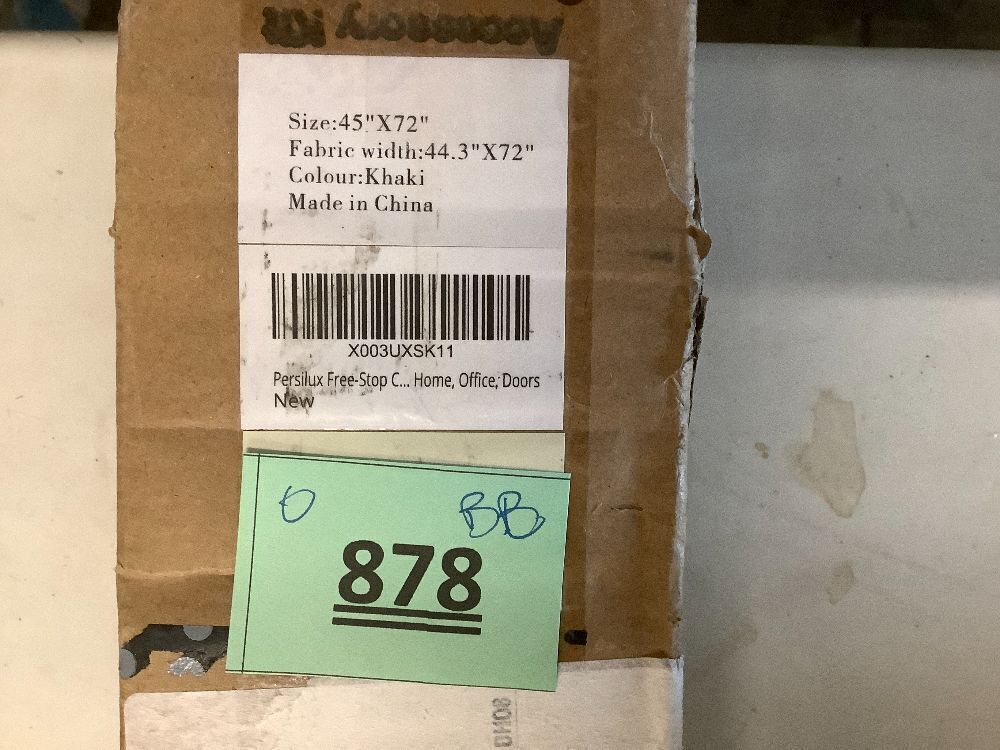 Accessory Kit
Size:45"X72"
Fabric width:44.3"X72"
Colour:Khaki
Made in China
X003UXSK11
Persilux Free-Stop C... Home, Office, Doors
New
O BB
878